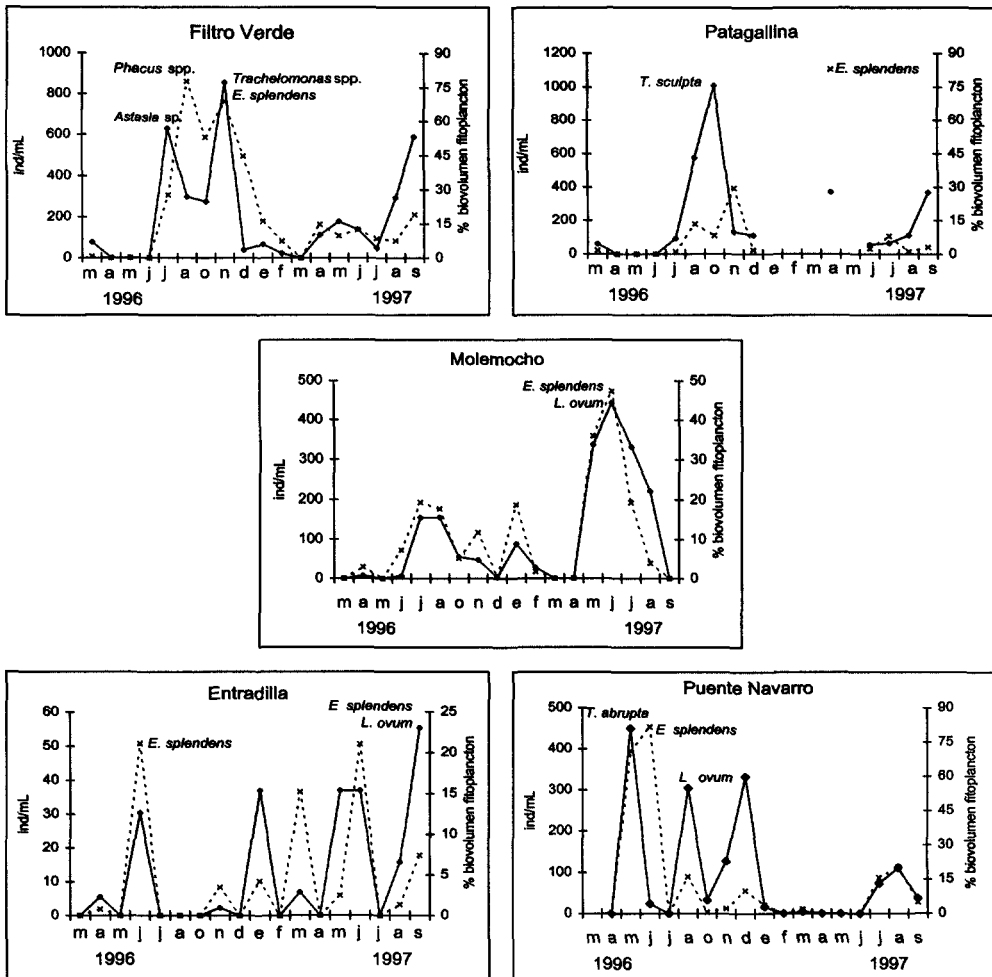 Filtro Verde
1000
800
600
400
200
0
ind/mL
Phacus spp.
Astasia sp.
Trachelomonas spp.
E. splendens
90
75
60
45
30
15
0
% biovolumen fitoplancton
m a m j j a o n d e f m a m j j a s
1996 1997
Patagallina
1200
1000
800
600
400
200
0
ind/mL
T. sculpta
E. splendens
90
75
60
45
30
15
0
% biovolumen fitoplancton
m a m j j a o n d e f m a m j j a s
1996 1997
Molemocho
500
400
300
200
100
0
ind/mL
E. splendens
L. ovum
50
40
30
20
10
0
% biovolumen fitoplancton
m a m j j a o n d e f m a m j j a s
1996 1997
Entradilla
60
50
40
30
20
10
0
ind/mL
E. splendens
E splendens
L. ovum
25
20
15
10
5
0
% biovolumen fitoplancton
m a m j j a o n d e f m a m j j a s
1996 1997
Puente Navarro
500
400
300
200
100
0
ind/mL
T. abrupta
E splendens
L. ovum
90
75
60
45
30
15
0
% biovolumen fitoplancton
m a m j j a o n d e f m a m j j a s
1996 1997